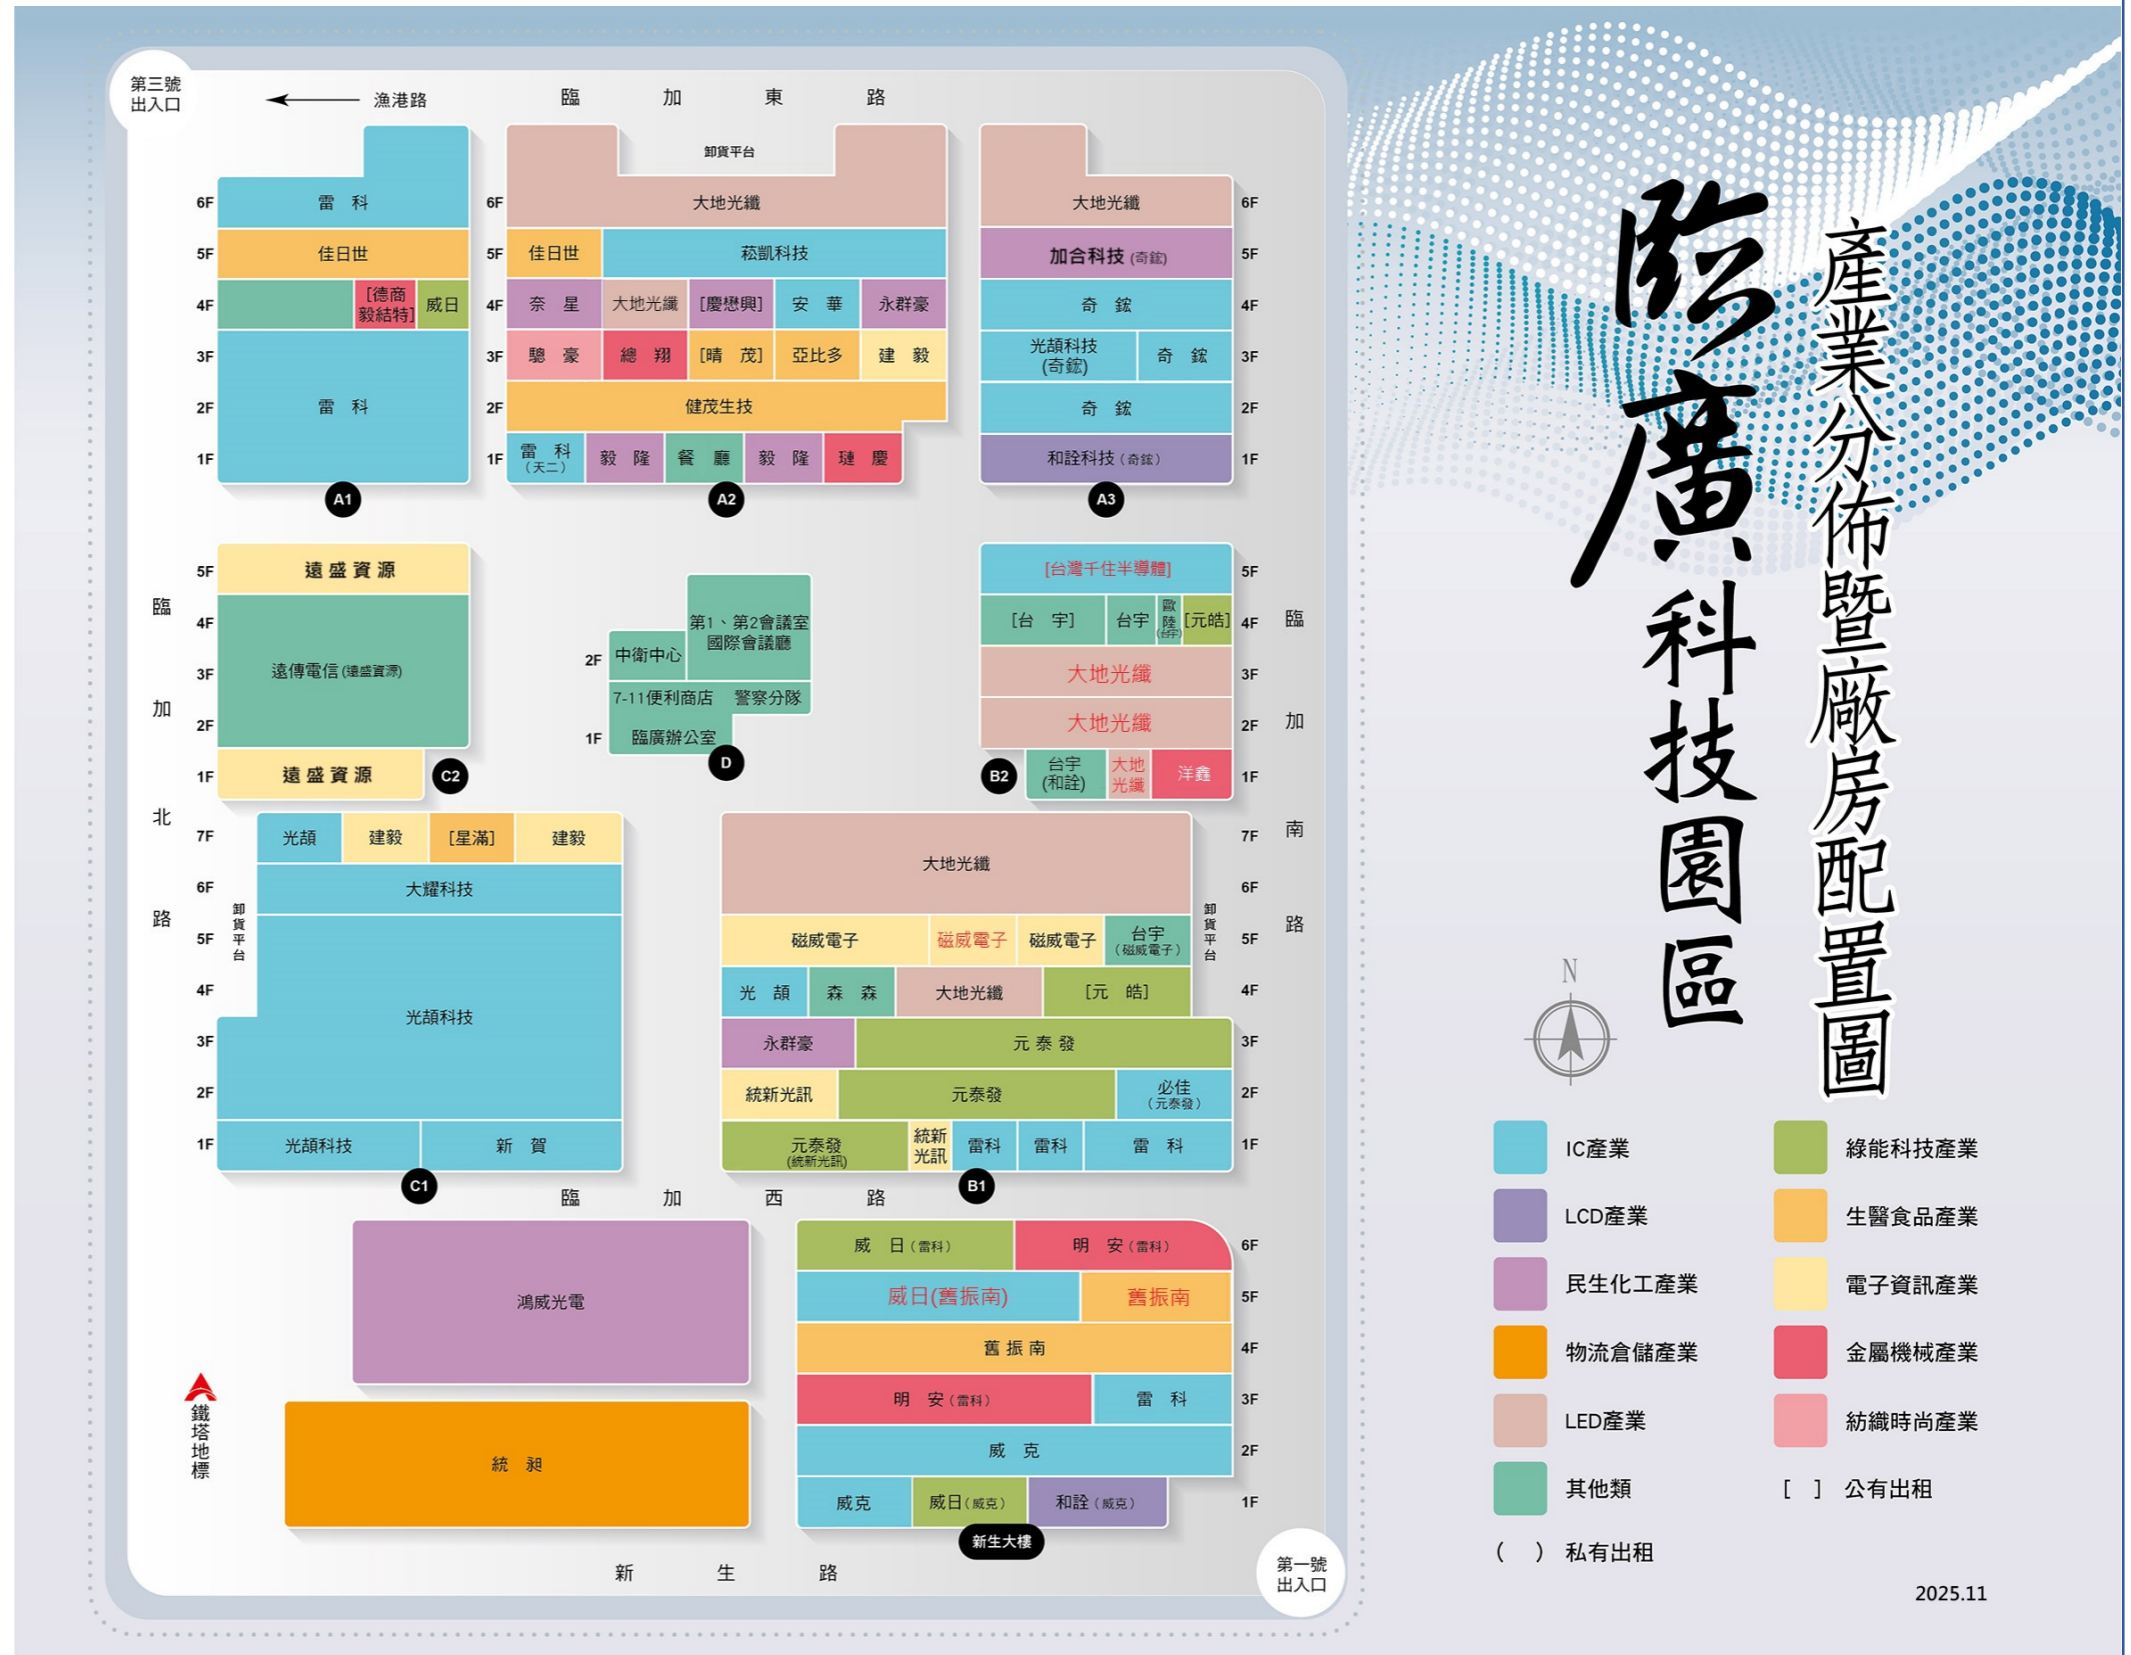 臨廣科技園區
產業分佈暨廠房配置圖
第三號
出入口
漁港路
臨 加 東 路
卸貨平台
6F
雷 科
5F
佳日世
4F
[德商
毅結特]
威日
3F
2F
雷 科
1F
A1
6F
大地光纖
5F
佳日世
菘凱科技
4F
奈 星
大地光纖
[慶懋興]
安 華
永群豪
3F
驄 豪
總 翔
[晴 茂]
亞比多
建 毅
2F
健茂生技
1F
雷 科
(天二)
毅 隆
餐 廳
毅 隆
璉 慶
A2
大地光纖
6F
加合科技 (奇鋐)
5F
奇 鋐
4F
光頡科技
(奇鋐)
奇 鋐
3F
奇 鋐
2F
和詮科技 (奇鋐)
1F
A3
臨 加 北 路
5F
遠盛資源
4F
3F
遠傳電信 (遠盛資源)
2F
1F
遠盛資源
C2
第1、第2會議室
國際會議廳
2F
中衛中心
7-11便利商店 警察分隊
1F
臨廣辦公室
D
[台灣千住半導體]
5F
[台 宇]
台宇
歐陸
(台宇)
[元皓]
4F
大地光纖
3F
大地光纖
2F
B2
台宇
(和詮)
大地
光纖
洋鑫
1F
臨 加 南 路
7F
光頡
建毅
[星滿]
建毅
6F
大耀科技
卸貨平台
5F
4F
光頡科技
3F
2F
1F
光頡科技
新 賀
C1
7F
大地光纖
6F
磁威電子
磁威電子
磁威電子
台宇
(磁威電子)
卸貨平台
5F
光 頡
森 森
大地光纖
[元 皓]
4F
永群豪
元泰發
3F
統新光訊
元泰發
必佳
(元泰發)
2F
元泰發
(統新光訊)
統新
光訊
雷科
雷科
雷 科
1F
B1
臨 加 西 路
鴻威光電
統 昶
鐵塔地標
威 日 (雷科)
明 安 (雷科)
6F
威日(舊振南)
舊振南
5F
舊振南
4F
明 安 (雷科)
雷 科
3F
威 克
2F
威克
威日 (威克)
和詮 (威克)
1F
新生大樓
新 生 路
第一號
出入口
N
IC產業
綠能科技產業
LCD產業
生醫食品產業
民生化工產業
電子資訊產業
物流倉儲產業
金屬機械產業
LED產業
紡織時尚產業
其他類
[ ] 公有出租
( ) 私有出租
2025.11